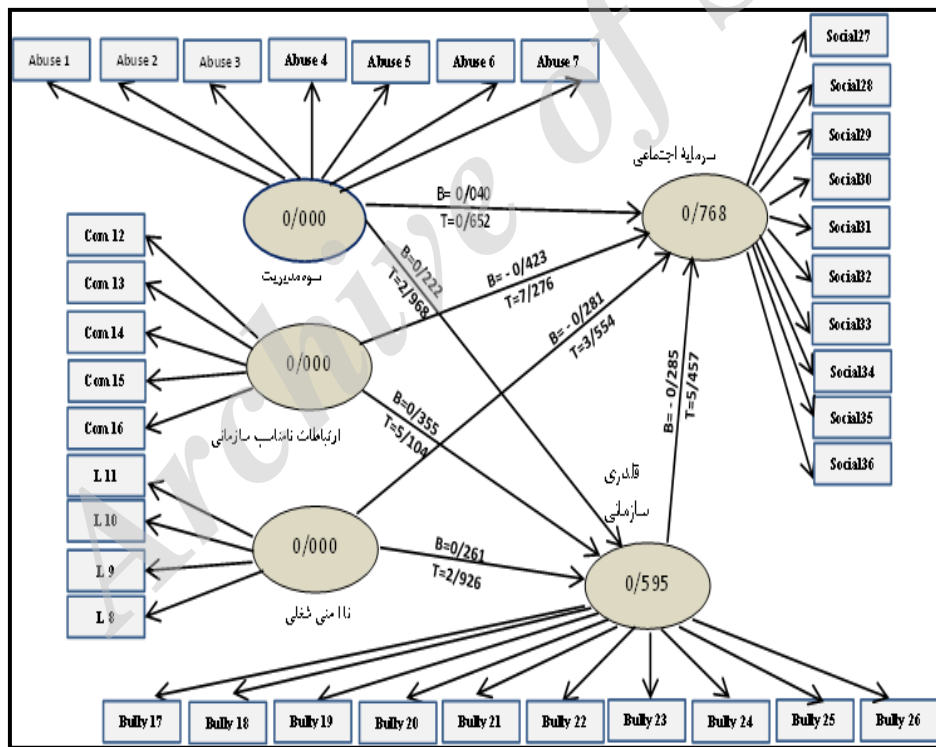 Abuse 1
Abuse 2
Abuse 3
Abuse 4
Abuse 5
Abuse 6
Abuse 7
Social27
Social28
Social29
Social30
Social31
Social32
Social33
Social34
Social35
Social36
سرمایهٔ اجتماعی
0/768
0/000
سوءمدیریت
B= 0/040
T=0/652
B=0/222
T=2/968
B= - 0/423
T=7/276
B= - 0/281
T=3/554
B= - 0/285
T=5/457
Com 12
Com 13
Com 14
Com 15
Com 16
0/000
ارتباطات نامناسب سازمانی
B=0/355
T=5/104
L 11
L 10
L 9
L 8
0/000
ناامنی شغلی
B=0/261
T=2/926
قلدری
سازمانی
0/595
Bully 17
Bully 18
Bully 19
Bully 20
Bully 21
Bully 22
Bully 23
Bully 24
Bully 25
Bully 26
Archive of S